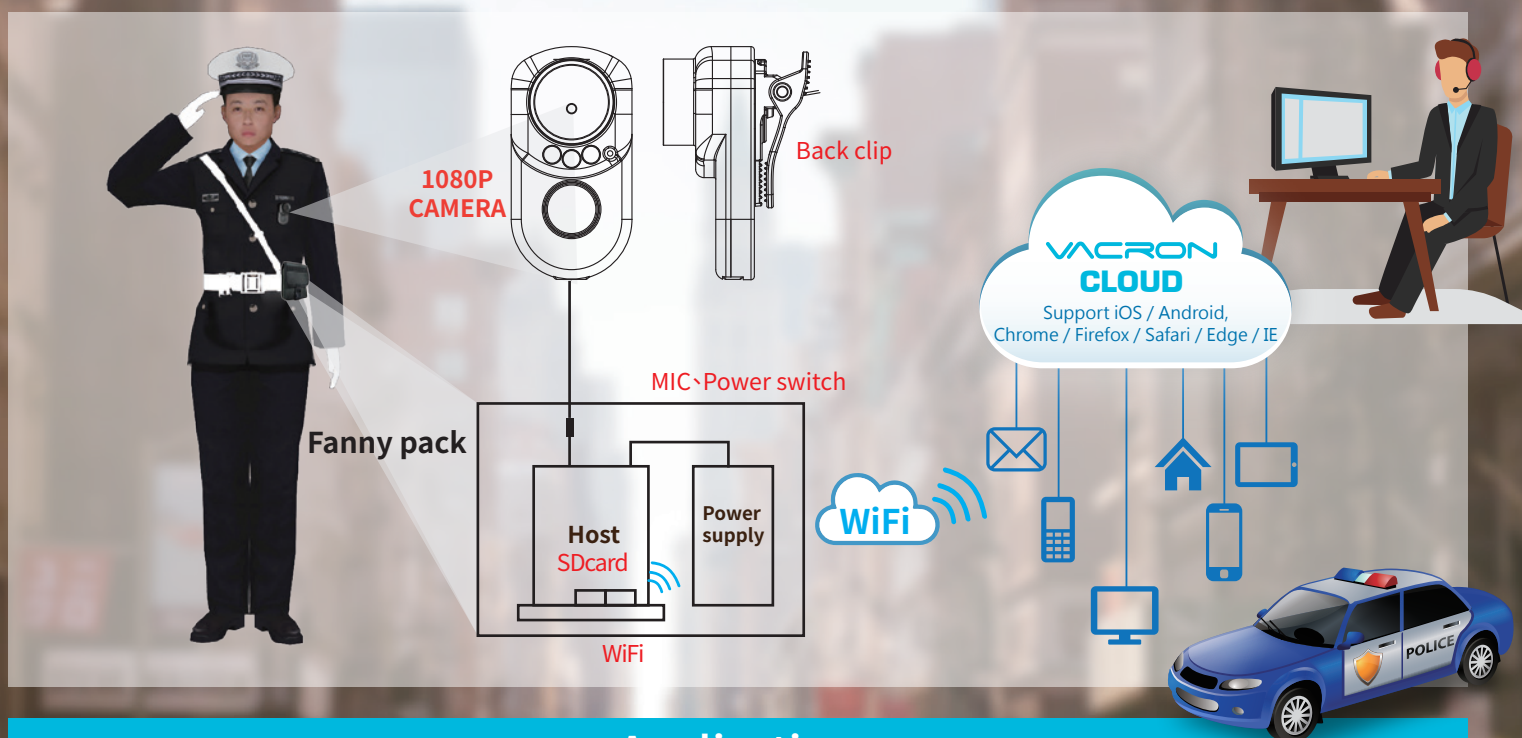 1080P
CAMERA
Back clip
VACRON
CLOUD
Support iOS / Android,
Chrome / Firefox / Safari / Edge / IE
MIC、Power switch
Fanny pack
Host
SDcard
Power
supply
WiFi
WiFi
POLICE